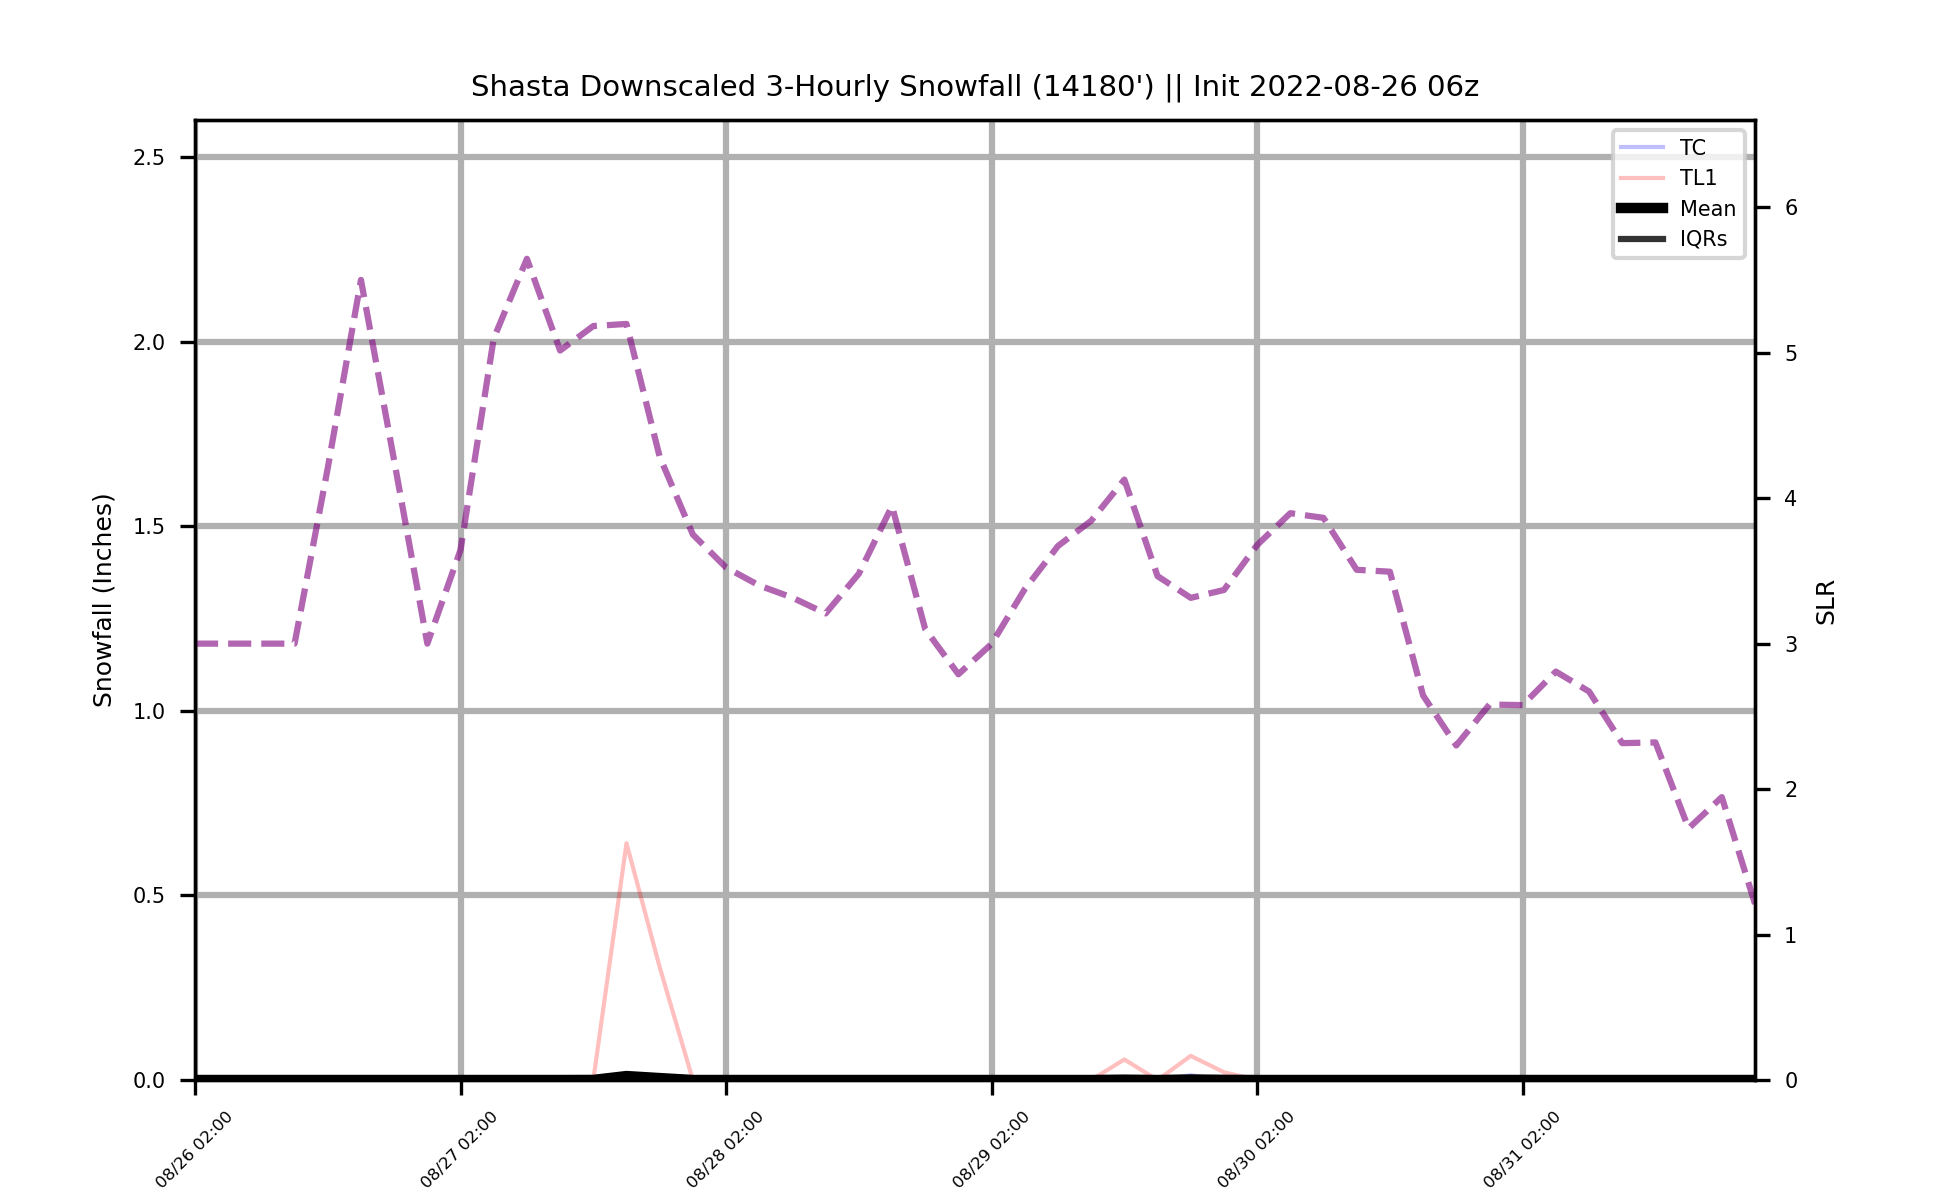 Shasta Downscaled 3-Hourly Snowfall (14180') || Init 2022-08-26 06z
TC
TL1
Mean
IQRs
Snowfall (Inches)
2.5
2.0
1.5
1.0
0.5
0.0
6
5
4
3
2
1
0
SLR
08/26 02:00
08/27 02:00
08/28 02:00
08/29 02:00
08/30 02:00
08/31 02:00